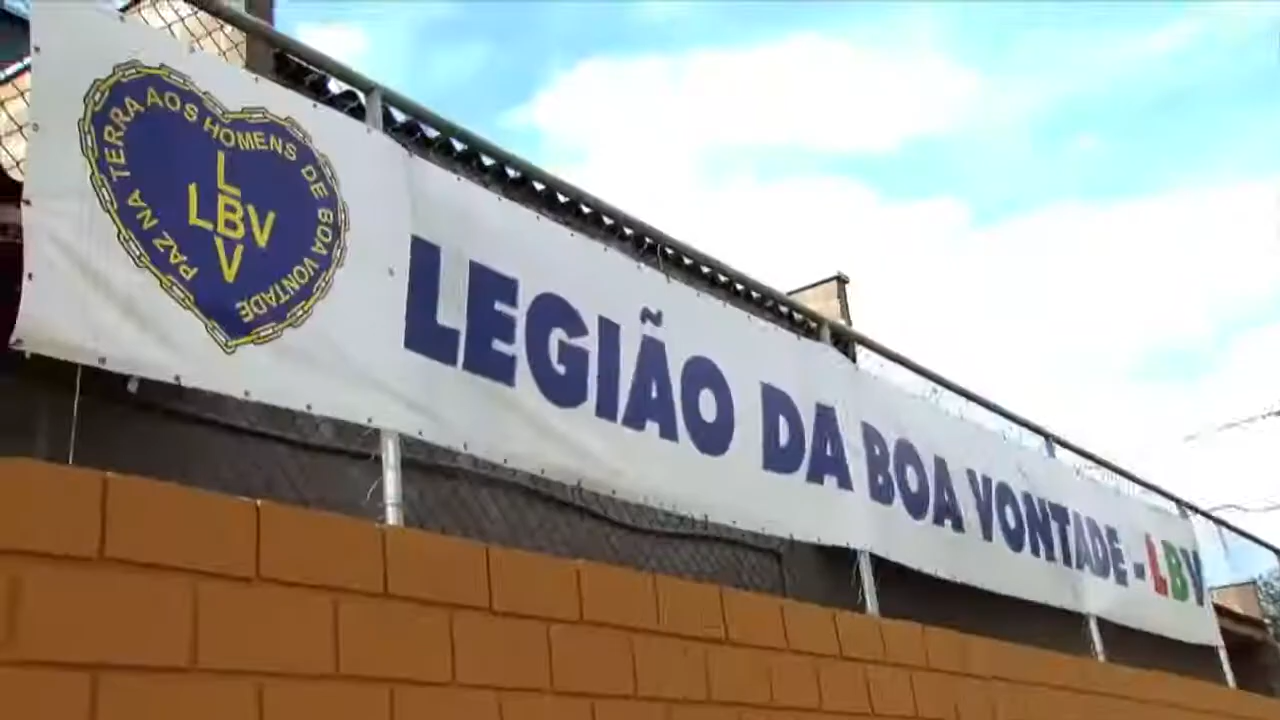 PAZ NA TERRA AOS HOMENS DE BOA VONTADE
L
LBV
V
LEGIÃO DA BOA VONTADE - LBV